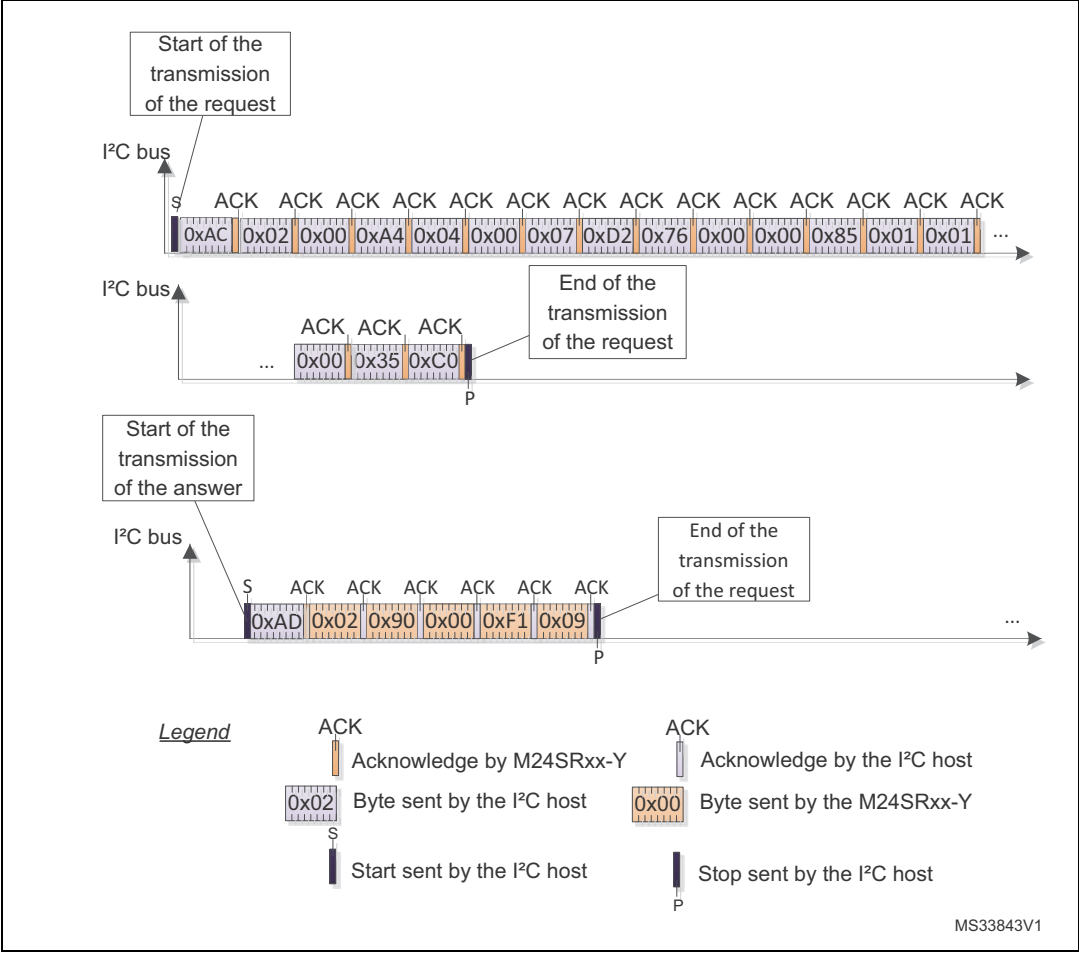 Start of the
transmission
of the request
I²C bus
S ACK ACK ACK ACK ACK ACK ACK ACK ACK ACK ACK ACK ACK ACK
0xAC 0x02 0x00 0xA4 0x04 0x00 0x07 0xD2 0x76 0x00 0x00 0x85 0x01 0x01 ...
I²C bus
End of the
transmission
of the request
ACK ACK ACK
... 0x00 0x35 0xC0
P
Start of the
transmission
of the answer
I²C bus
End of the
transmission
of the request
S ACK ACK ACK ACK ACK ACK
0xAD 0x02 0x90 0x00 0xF1 0x09 ...
P
Legend
ACK ACK
Acknowledge by M24SRxx-Y Acknowledge by the I²C host
0x02 Byte sent by the I²C host 0x00 Byte sent by the M24SRxx-Y
S
Start sent by the I²C host Stop sent by the I²C host
P
MS33843V1